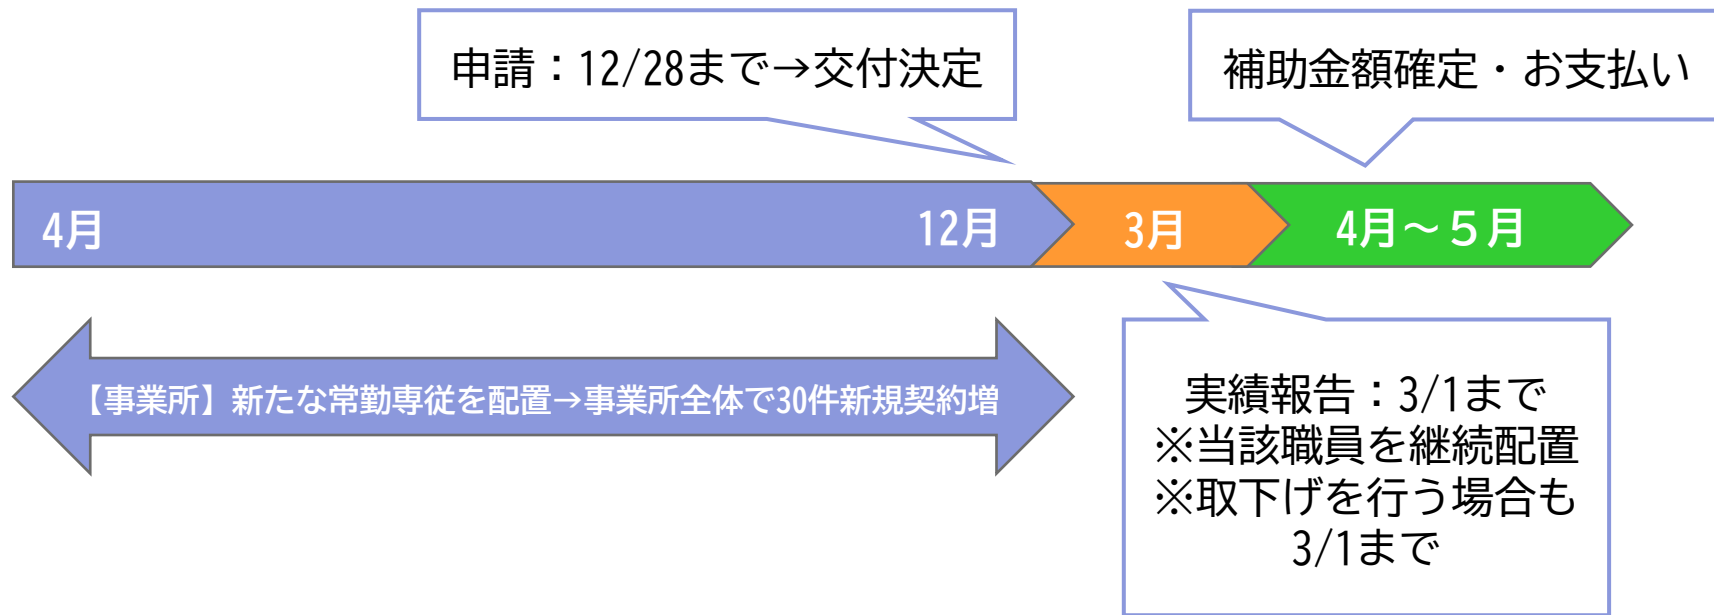 申請：12/28まで→交付決定
補助金額確定・お支払い
4月
12月
3月
4月～５月
【事業所】新たな常勤専従を配置→事業所全体で30件新規契約増
実績報告：3/1まで
※当該職員を継続配置
※取下げを行う場合も
3/1まで